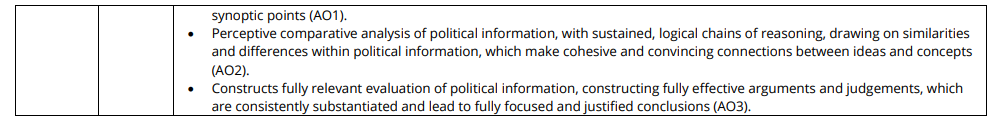 synoptic points (AO1).
• Perceptive comparative analysis of political information, with sustained, logical chains of reasoning, drawing on similarities
and differences within political information, which make cohesive and convincing connections between ideas and concepts
(AO2).
• Constructs fully relevant evaluation of political information, constructing fully effective arguments and judgements, which
are consistently substantiated and lead to fully focused and justified conclusions (AO3).